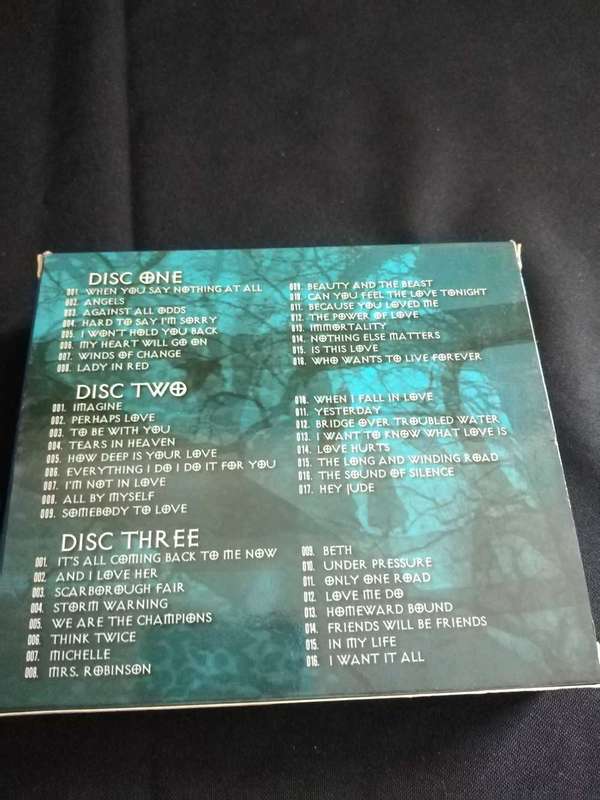 DISC ONE
001. WHEN YOU SAY NOTHING AT ALL
002. ANGELS
003. AGAINST ALL ODDS
004. HARD TO SAY I'M SORRY
005. I WON'T HOLD YOU BACK
006. MY HEART WILL GO ON
007. WINDS OF CHANGE
008. LADY IN RED
009. BEAUTY AND THE BEAST
010. CAN YOU FEEL THE LOVE TONIGHT
011. BECAUSE YOU LOVED ME
012. THE POWER OF LOVE
013. IMMORTALITY
014. NOTHING ELSE MATTERS
015. IS THIS LOVE
016. WHO WANTS TO LIVE FOREVER
DISC TWO
001. IMAGINE
002. PERHAPS LOVE
003. TO BE WITH YOU
004. TEARS IN HEAVEN
005. HOW DEEP IS YOUR LOVE
006. EVERYTHING I DO I DO IT FOR YOU
007. I'M NOT IN LOVE
008. ALL BY MYSELF
009. SOMEBODY TO LOVE
010. WHEN I FALL IN LOVE
011. YESTERDAY
012. BRIDGE OVER TROUBLED WATER
013. I WANT TO KNOW WHAT LOVE IS
014. LOVE HURTS
015. THE LONG AND WINDING ROAD
016. THE SOUND OF SILENCE
017. HEY JUDE
DISC THREE
001. IT'S ALL COMING BACK TO ME NOW
002. AND I LOVE HER
003. SCARBOROUGH FAIR
004. STORM WARNING
005. WE ARE THE CHAMPIONS
006. THINK TWICE
007. MICHELLE
008. MRS. ROBINSON
009. BETH
010. UNDER PRESSURE
011. ONLY ONE ROAD
012. LOVE ME DO
013. HOMEWARD BOUND
014. FRIENDS WILL BE FRIENDS
015. IN MY LIFE
016. I WANT IT ALL